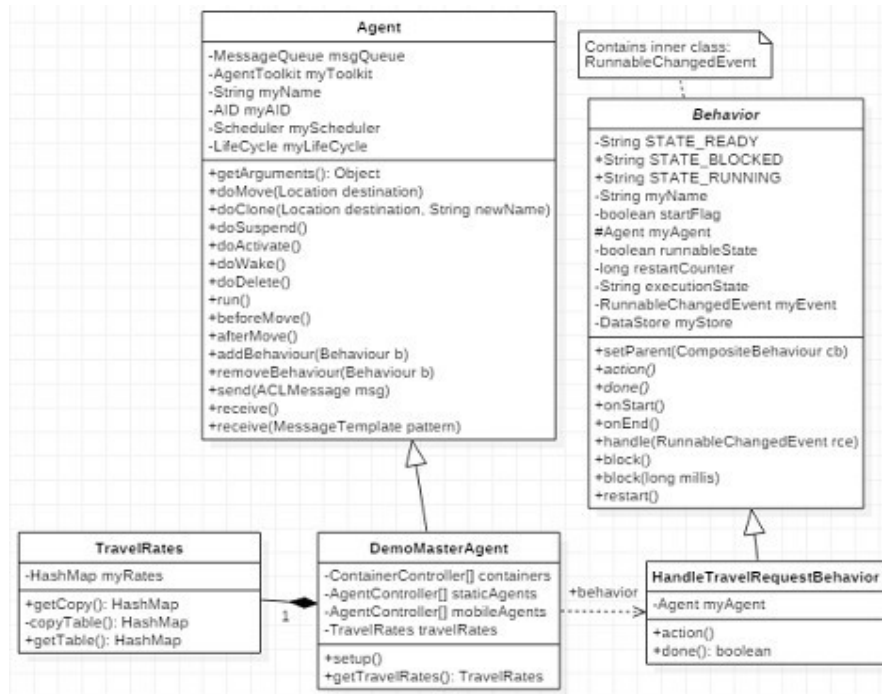 Agent
-MessageQueue msgQueue
-AgentToolkit myToolkit
-String myName
-AID myAID
-Scheduler myScheduler
-LifeCycle myLifeCycle
+getArguments(): Object
+doMove(Location destination)
+doClone(Location destination, String newName)
+doSuspend()
+doActivate()
+doWake()
+doDelete()
+run()
+beforeMove()
+afterMove()
+addBehaviour(Behaviour b)
+removeBehaviour(Behaviour b)
+send(ACLMessage msg)
+receive()
+receive(MessageTemplate pattern)
Contains inner class:
RunnableChangedEvent
Behavior
-String STATE_READY
+String STATE_BLOCKED
+String STATE_RUNNING
-String myName
-boolean startFlag
#Agent myAgent
-boolean runnableState
-long restartCounter
-String executionState
-RunnableChangedEvent myEvent
-DataStore myStore
+setParent(CompositeBehaviour cb)
+action()
+done()
+onStart()
+onEnd()
+handle(RunnableChangedEvent rce)
+block()
+block(long millis)
+restart()
TravelRates
-HashMap myRates
+getCopy(): HashMap
-copyTable(): HashMap
+getTable(): HashMap
1
DemoMasterAgent
-ContainerController[] containers
-AgentController[] staticAgents
-AgentController[] mobileAgents
-TravelRates travelRates
+setup()
+getTravelRates(): TravelRates
+behavior
HandleTravelRequestBehavior
-Agent myAgent
+action()
+done(): boolean